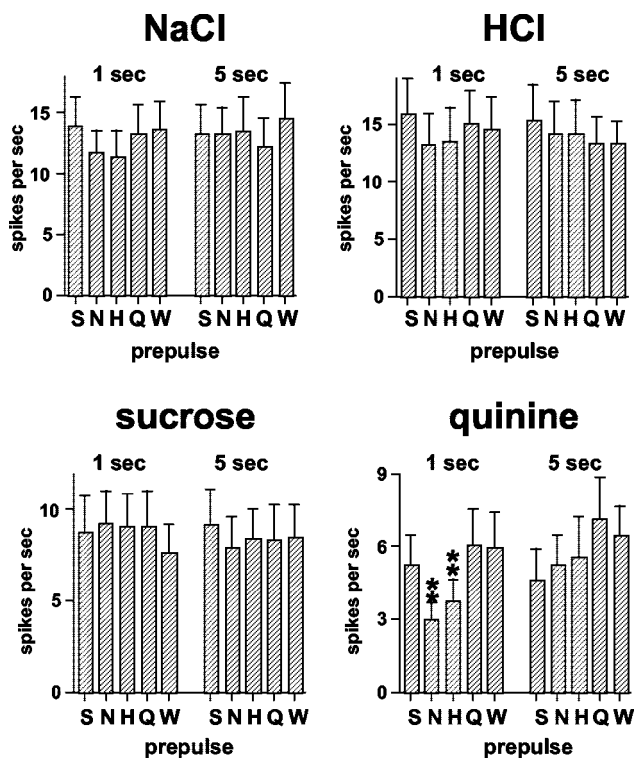 NaCl
1 sec 5 sec
spikes per sec
15
10
5
0
S N H Q W S N H Q W
prepulse
HCl
1 sec 5 sec
spikes per sec
15
10
5
0
S N H Q W S N H Q W
prepulse
sucrose
1 sec 5 sec
spikes per sec
10
5
0
S N H Q W S N H Q W
prepulse
quinine
1 sec 5 sec
spikes per sec
9
6
3
0
** **
S N H Q W S N H Q W
prepulse